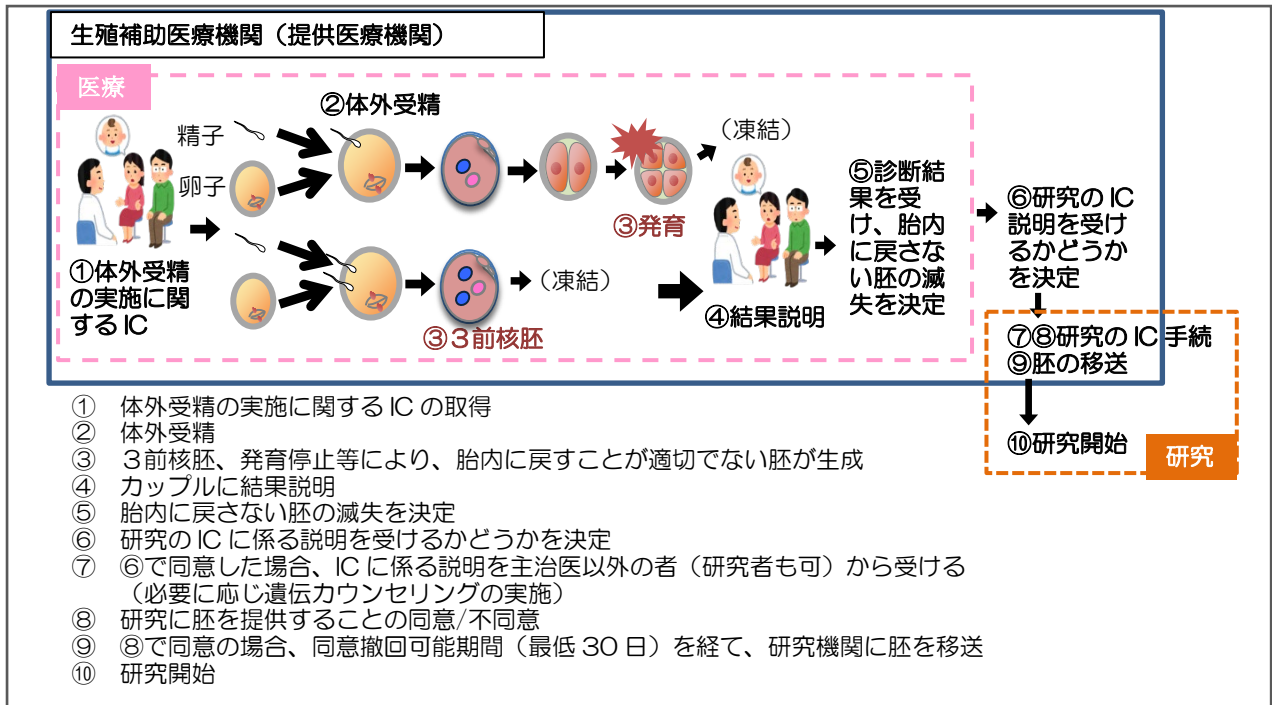 生殖補助医療機関（提供医療機関）
医療
②体外受精
精子
卵子
（凍結）
③発育
①体外受精
の実施に関
するIC
（凍結）
③３前核胚
④結果説明
⑤診断結
果を受
け、胎内
に戻さな
い胚の滅
失を決定
⑥研究のIC
説明を受け
るかどうか
を決定
⑦⑧研究のIC手続
⑨胚の移送
⑩研究開始
研究
① 体外受精の実施に関するICの取得
② 体外受精
③ ３前核胚、発育停止等により、胎内に戻すことが適切でない胚が生成
④ カップルに結果説明
⑤ 胎内に戻さない胚の滅失を決定
⑥ 研究のICに係る説明を受けるかどうかを決定
⑦ ⑥で同意した場合、ICに係る説明を主治医以外の者（研究者も可）から受ける
（必要に応じ遺伝カウンセリングの実施）
⑧ 研究に胚を提供することの同意/不同意
⑨ ⑧で同意の場合、同意撤回可能期間（最低30日）を経て、研究機関に胚を移送
⑩ 研究開始